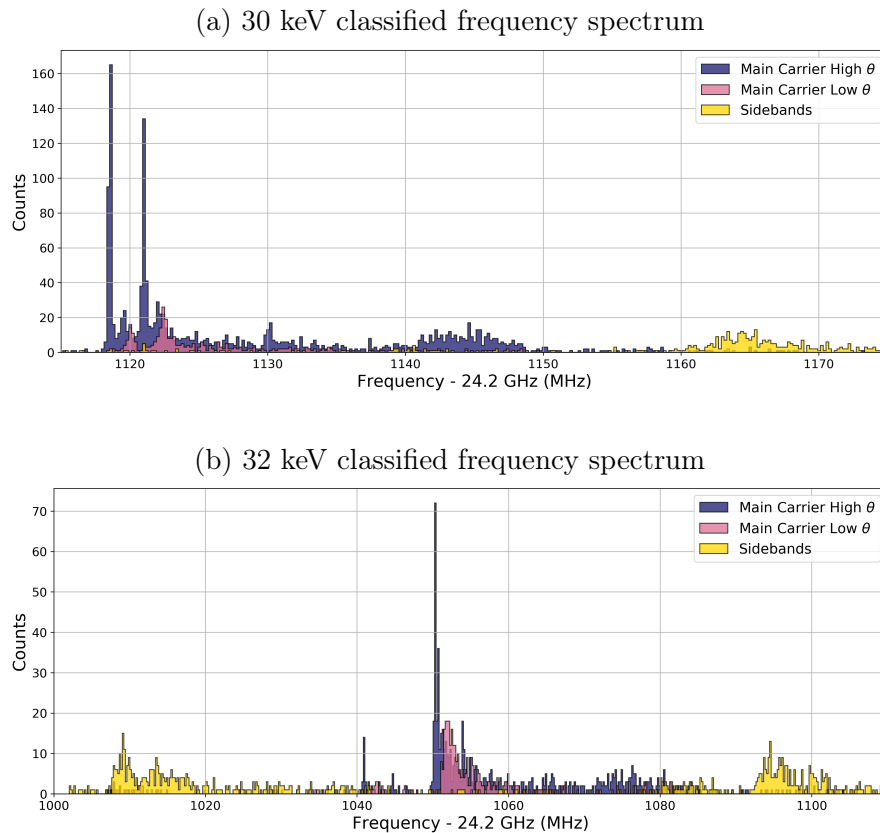 (a) 30 keV classified frequency spectrum
160
140
120
100
80
60
40
20
0
Counts
Main Carrier High θ
Main Carrier Low θ
Sidebands
1120
1130
1140
1150
1160
1170
Frequency - 24.2 GHz (MHz)
(b) 32 keV classified frequency spectrum
70
60
50
40
30
20
10
0
Counts
Main Carrier High θ
Main Carrier Low θ
Sidebands
1000
1020
1040
1060
1080
1100
Frequency - 24.2 GHz (MHz)